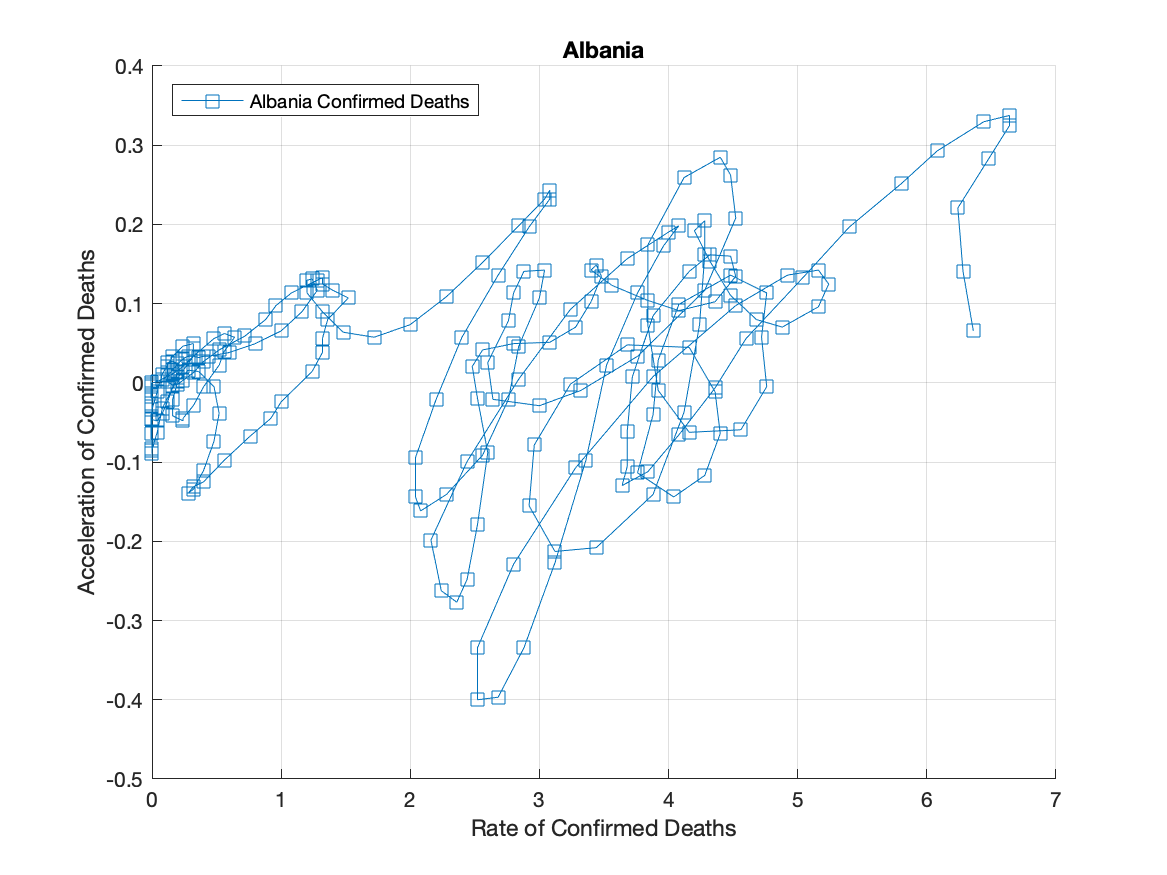 Albania
0.4
Albania Confirmed Deaths
0.3
0.2
0.1
0
-0.1
-0.2
-0.3
-0.4
-0.5
Acceleration of Confirmed Deaths
0 1 2 3 4 5 6 7
Rate of Confirmed Deaths